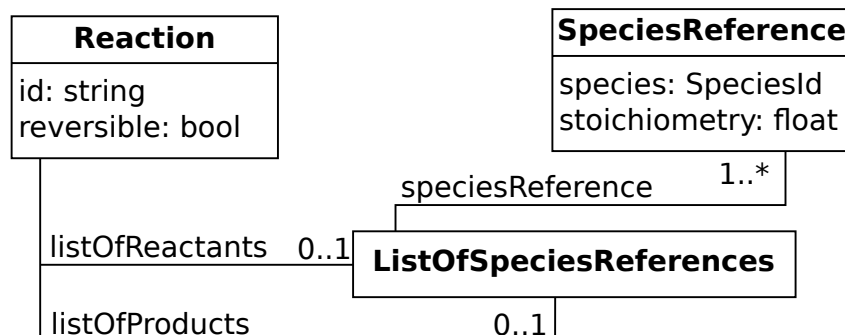 Reaction
id: string
reversible: bool
SpeciesReference
species: SpeciesId
stoichiometry: float
1..*
speciesReference
listOfReactants 0..1
ListOfSpeciesReferences
listOfProducts 0..1